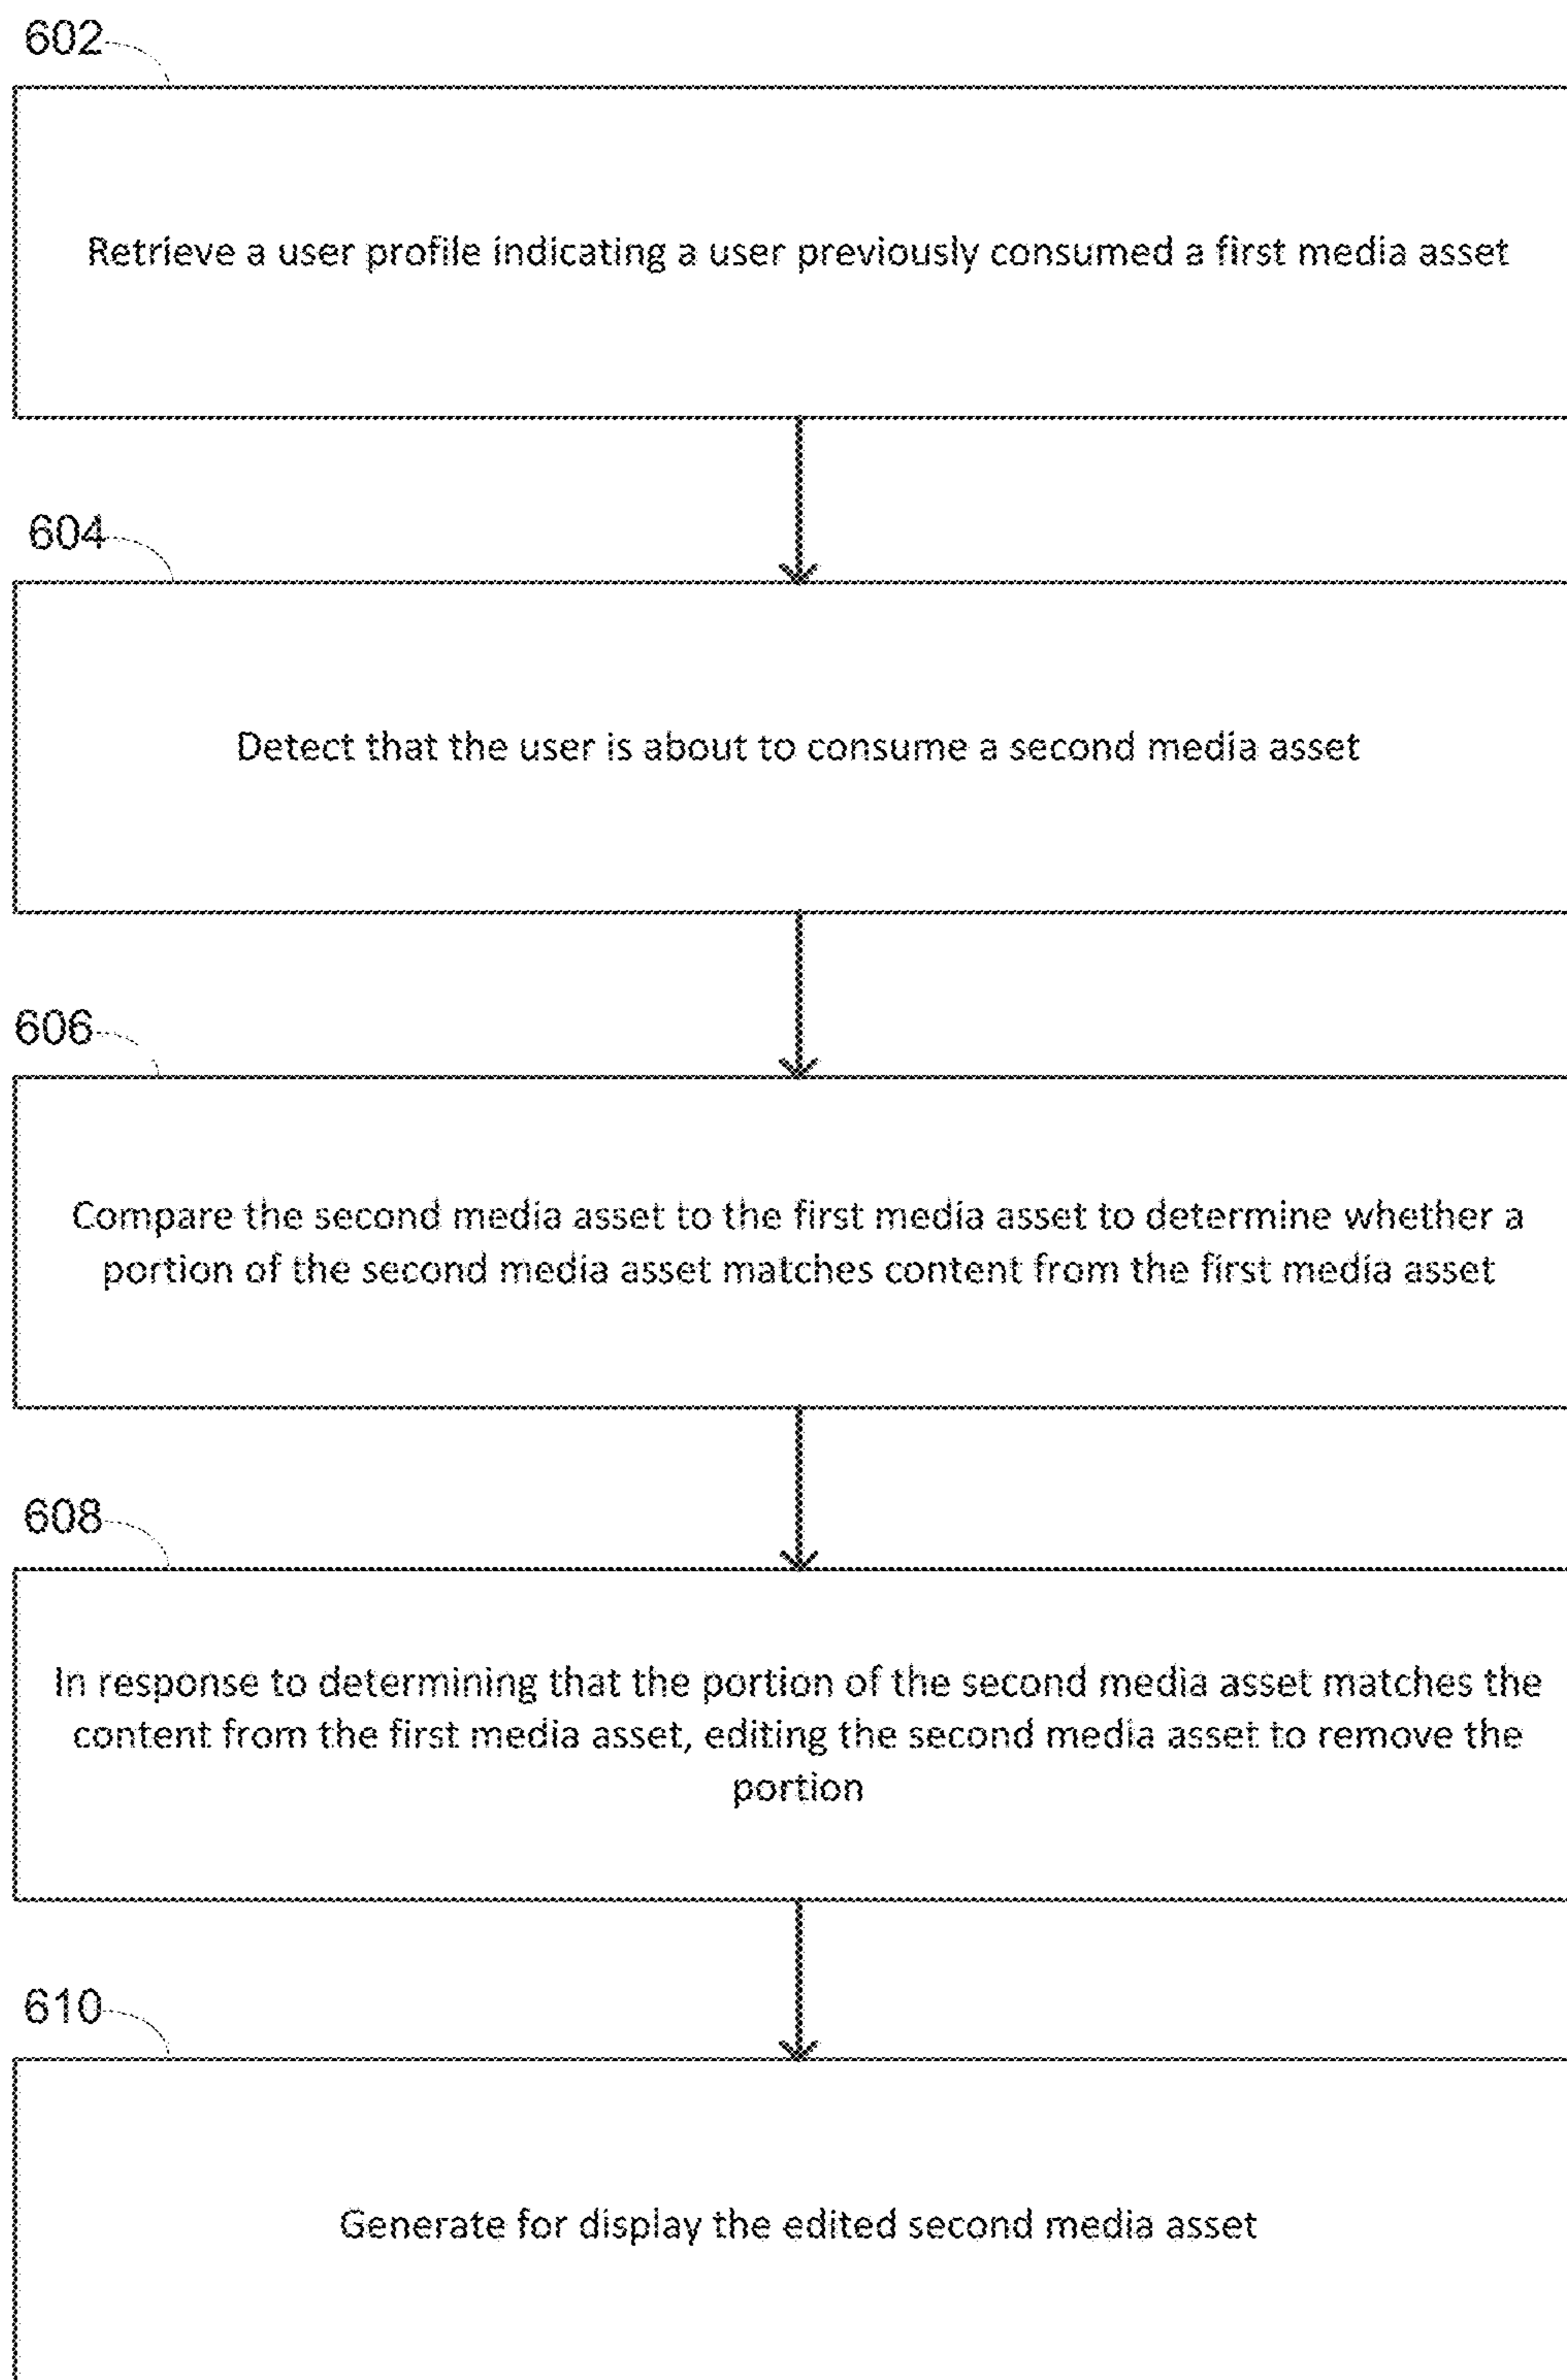 602
Retrieve a user profile indicating a user previously consumed a first media asset
604
Detect that the user is about to consume a second media asset
606
Compare the second media asset to the first media asset to determine whether a
portion of the second media asset matches content from the first media asset
608
In response to determining that the portion of the second media asset matches the
content from the first media asset, editing the second media asset to remove the
portion
610
Generate for display the edited second media asset